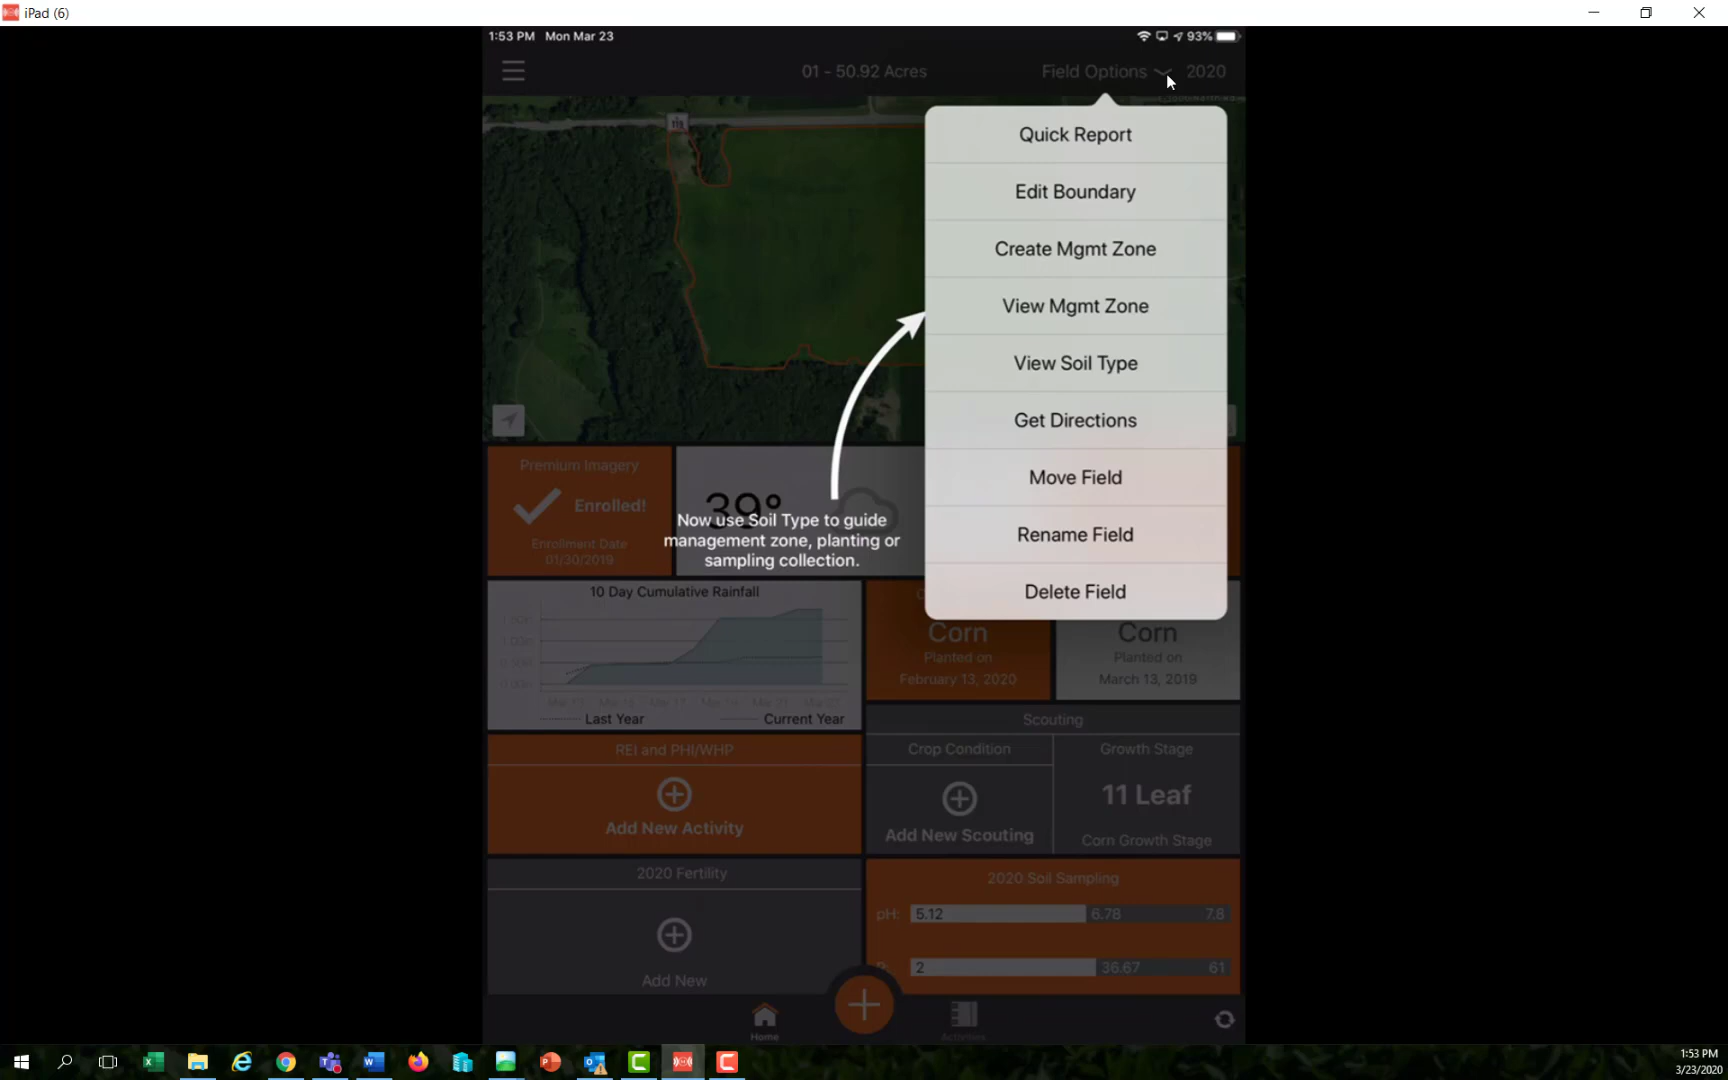 iPad (6)
1:53 PM Mon Mar 23
93%
01 - 50.92 Acres
Field Options
2020
Quick Report
Edit Boundary
Create Mgmt Zone
View Mgmt Zone
View Soil Type
Get Directions
Move Field
Rename Field
Delete Field
Premium Imagery
Enrolled!
Enrollment Date
01/30/2019
39°
Now use Soil Type to guide
management zone, planting or
sampling collection.
10 Day Cumulative Rainfall
Last Year
Current Year
Corn
Planted on
February 13, 2020
Corn
Planted on
March 13, 2019
REI and PHI/WHP
Add New Activity
Scouting
Crop Condition
Add New Scouting
Growth Stage
11 Leaf
Corn Growth Stage
2020 Fertility
Add New
2020 Soil Sampling
pH: 5.12 6.78 7.8
2 36.67 61
Home
Activities
1:53 PM
3/23/2020